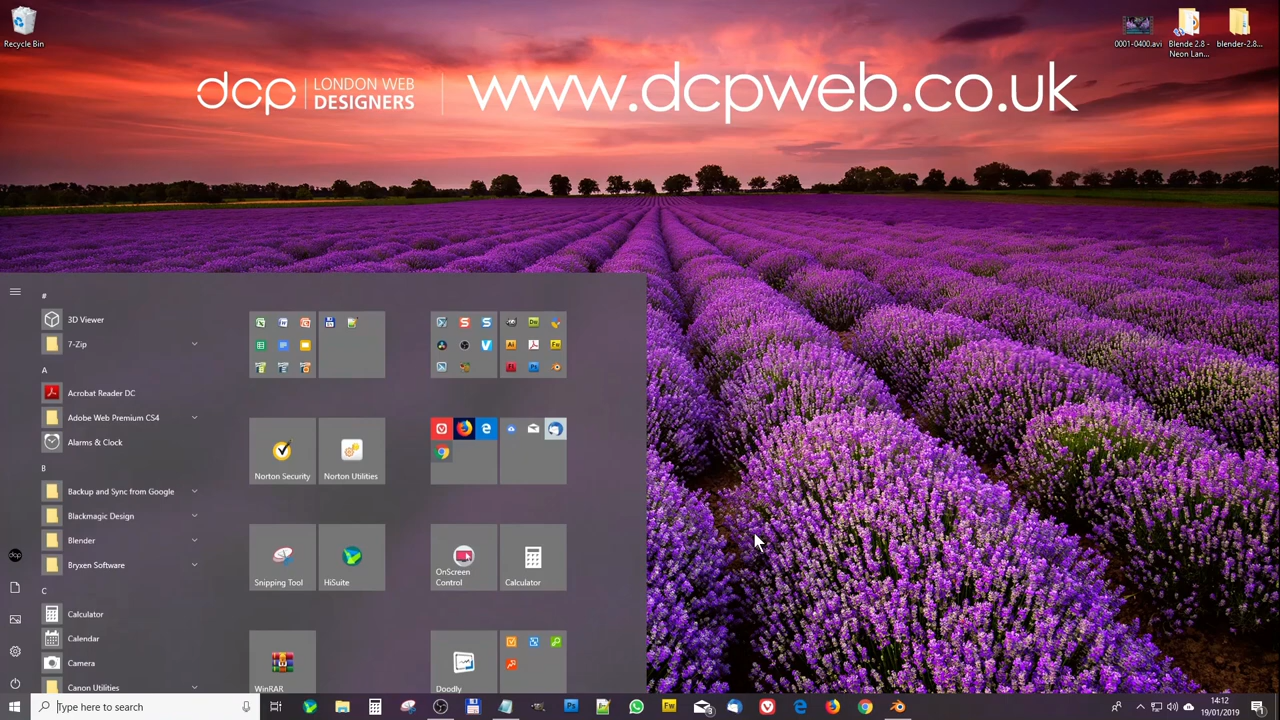 Recycle Bin
0001-0400.avi
Blende 2.8 -
Neon Lan...
blender-2.8...
dcp
LONDON WEB
DESIGNERS
www.dcpweb.co.uk
#
3D Viewer
7-Zip
A
Acrobat Reader DC
Adobe Web Premium CS4
Alarms & Clock
B
Backup and Sync from Google
Blackmagic Design
Blender
Bryxen Software
C
Calculator
Calendar
Camera
Canon Utilities
Norton Security
Norton Utilities
Snipping Tool
HiSuite
OnScreen
Control
Calculator
WinRAR
Doodly
Type here to search
14:12
19/01/2019